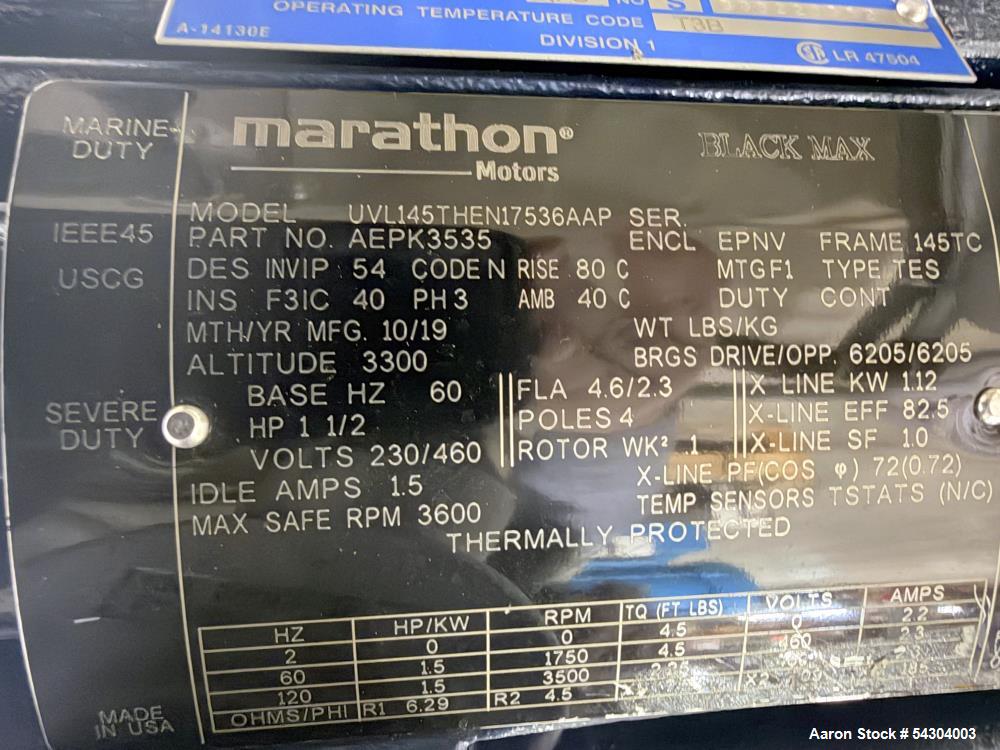 NO S
OPERATING TEMPERATURE CODE T3B
A-14130E DIVISION 1 LR 47504
MARINE DUTY
IEEE45
USCG
SEVERE DUTY
MADE IN USA
marathon®
Motors
BLACK MAX
MODEL UVL145THEN17536AAP SER.
PART NO. AEPK3535 ENCL EPNV FRAME 145TC
DES INVIP 54 CODE N RISE 80 C MTGF1 TYPE TES
INS F3IC 40 PH 3 AMB 40 C DUTY CONT
MTH/YR MFG. 10/19 WT LBS/KG
ALTITUDE 3300 BRGS DRIVE/OPP. 6205/6205
BASE HZ 60 FLA 4.6/2.3 X LINE KW 1.12
HP 1 1/2 POLES 4 X-LINE EFF 82.5
VOLTS 230/460 ROTOR WK² .1 X-LINE SF 1.0
IDLE AMPS 1.5 X-LINE PF(COS φ) 72(0.72)
MAX SAFE RPM 3600 TEMP SENSORS TSTATS (N/C)
THERMALLY PROTECTED
HZ HP/KW RPM TQ (FT LBS) VOLTS AMPS
2 0 0 4.5 0 2.2
60 1.5 1750 4.5 460 2.3
120 1.5 3500
OHMS/PHI R1 6.29 R2 4.5
Aaron Stock # 54304003